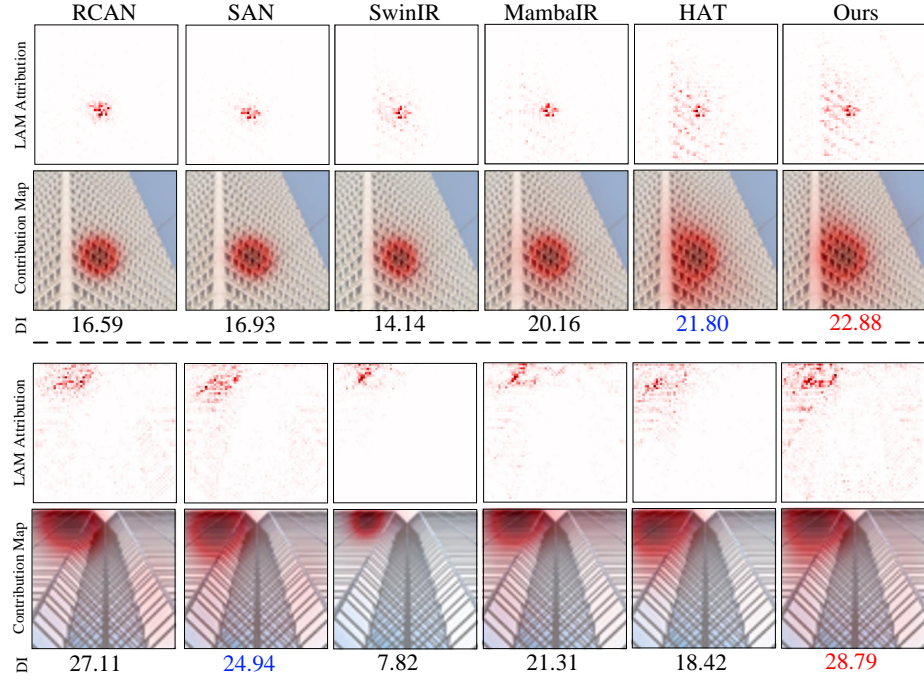 RCAN SAN SwinIR MambaIR HAT Ours
LAM Attribution
Contribution Map
DI 16.59 16.93 14.14 20.16 21.80 22.88
LAM Attribution
Contribution Map
DI 27.11 24.94 7.82 21.31 18.42 28.79